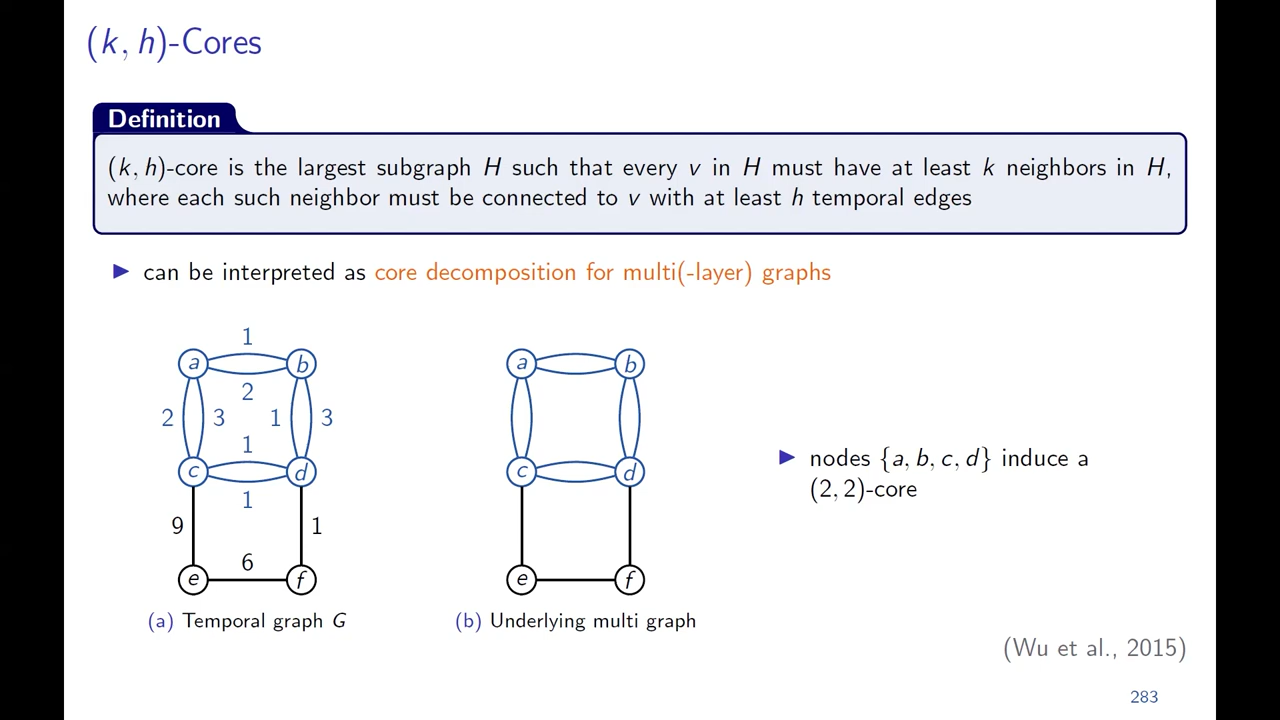 (k, h)-Cores
Definition
(k, h)-core is the largest subgraph H such that every v in H must have at least k neighbors in H,
where each such neighbor must be connected to v with at least h temporal edges
▶ can be interpreted as core decomposition for multi(-layer) graphs
1
a b
2
2 3 1 3
1
c d
1
9 1
6
e f
(a) Temporal graph G
a b
c d
e f
(b) Underlying multi graph
▶ nodes {a, b, c, d} induce a
(2, 2)-core
(Wu et al., 2015)
283